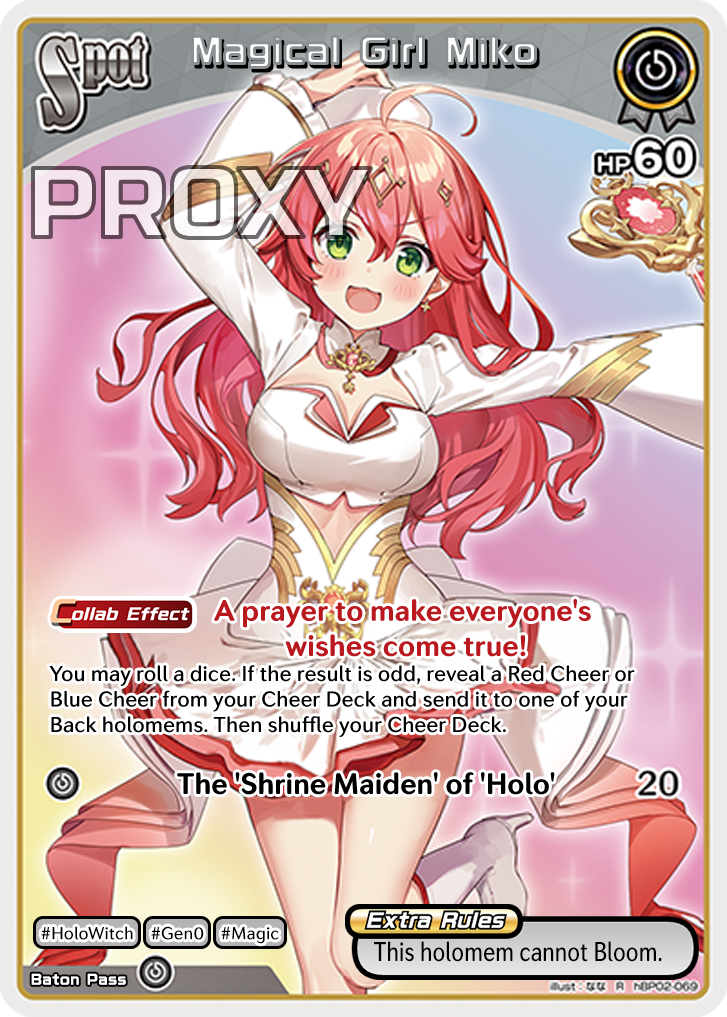 Spot
Magical Girl Miko
HP60
PROXY
Collab Effect
A prayer to make everyone's
wishes come true!
You may roll a dice. If the result is odd, reveal a Red Cheer or
Blue Cheer from your Cheer Deck and send it to one of your
Back holomems. Then shuffle your Cheer Deck.
The 'Shrine Maiden' of 'Holo' 20
#HoloWitch #Gen0 #Magic
Extra Rules
This holomem cannot Bloom.
Baton Pass
illust : なな R hBP02-069